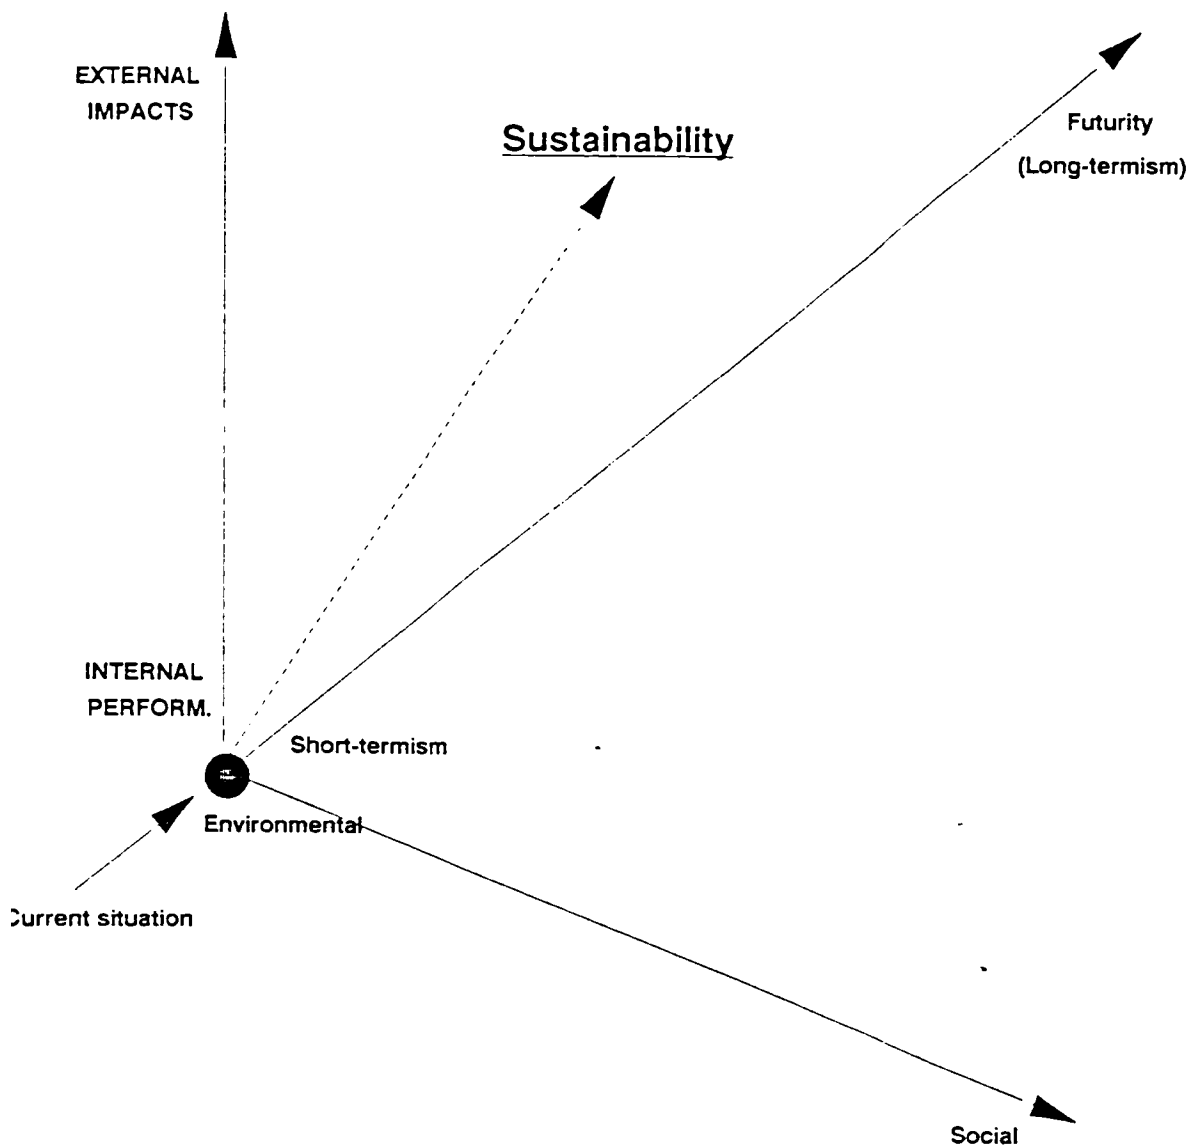 EXTERNAL
IMPACTS
Sustainability
Futurity
(Long-termism)
INTERNAL
PERFORM.
Short-termism
Environmental
Current situation
Social